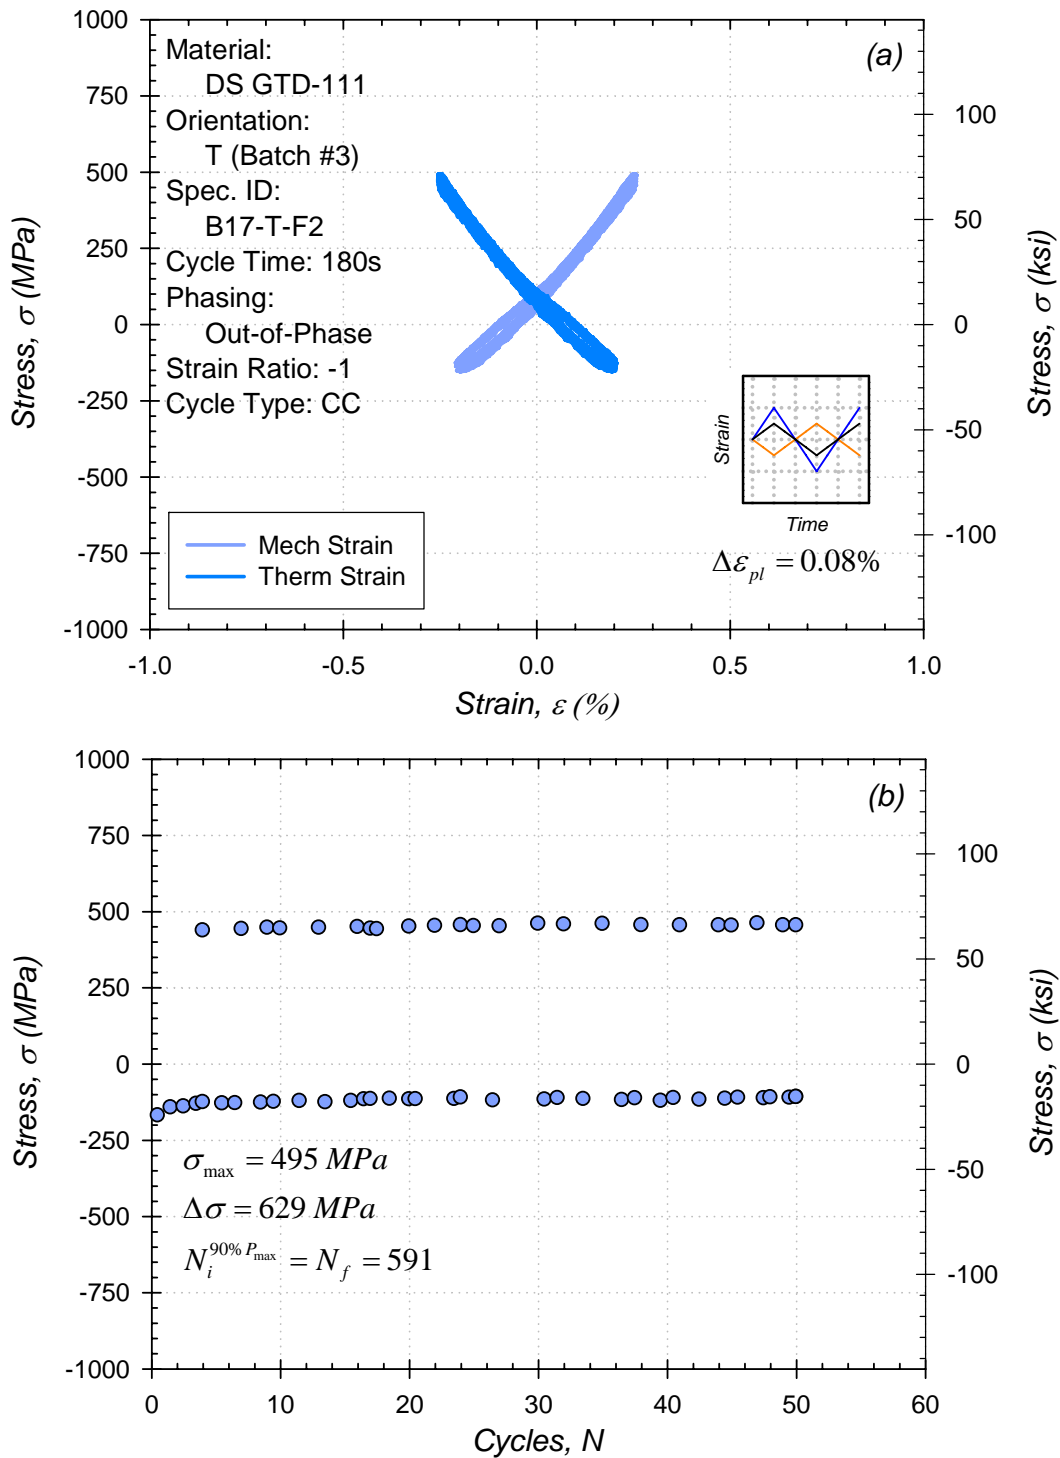 (a)
Material:
DS GTD-111
Orientation:
T (Batch #3)
Spec. ID:
B17-T-F2
Cycle Time: 180s
Phasing:
Out-of-Phase
Strain Ratio: -1
Cycle Type: CC
Mech Strain
Therm Strain
Strain
Time
Δε_pl = 0.08%
1000
750
500
250
0
-250
-500
-750
-1000
Stress, σ (MPa)
100
50
0
-50
-100
Stress, σ (ksi)
-1.0 -0.5 0.0 0.5 1.0
Strain, ε (%)
(b)
1000
750
500
250
0
-250
-500
-750
-1000
Stress, σ (MPa)
100
50
0
-50
-100
Stress, σ (ksi)
σ_max = 495 MPa
Δσ = 629 MPa
N_i^90% P_max = N_f = 591
0 10 20 30 40 50 60
Cycles, N